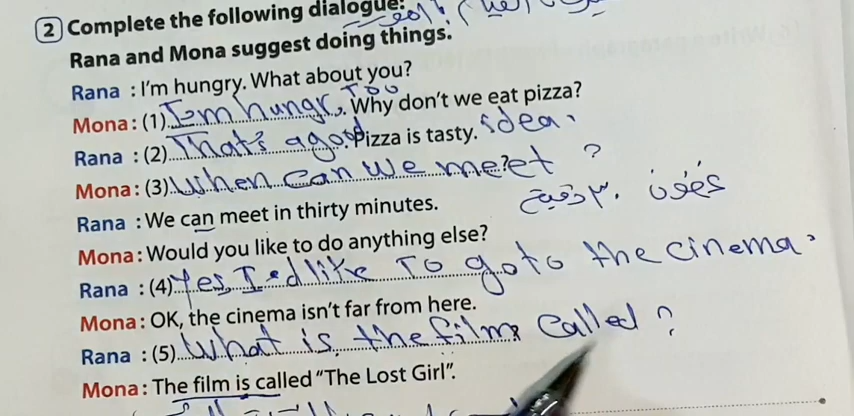 2 Complete the following dialogue:
Rana and Mona suggest doing things.
Rana : I'm hungry. What about you?
Mona : (1) I'm hungr, Too. Why don't we eat pizza?
Rana : (2) That's a good idea. Pizza is tasty.
Mona : (3) When can we meet ?
Rana : We can meet in thirty minutes.
٣٠ دقيقة
Mona : Would you like to do anything else?
Rana : (4) Yes, I'd like To go to the cinema.
Mona : OK, the cinema isn't far from here.
Rana : (5) What is the film called ?
Mona : The film is called “The Lost Girl”.